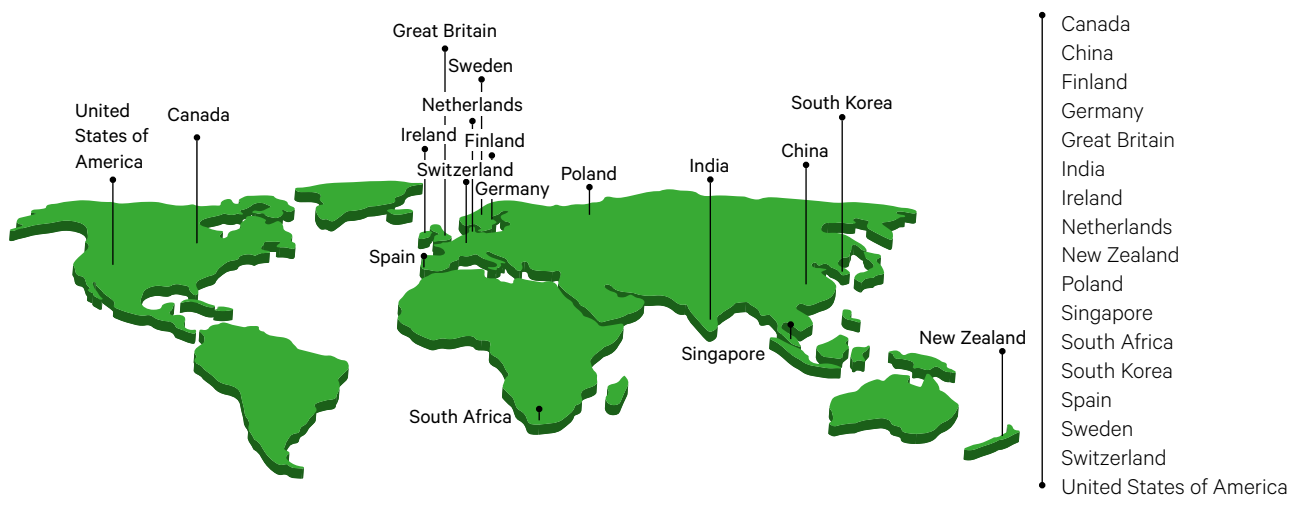 Great Britain
Sweden
Netherlands
United
States of
America
Canada
Ireland
Finland
Switzerland
Germany
Poland
India
China
South Korea
Spain
Singapore
New Zealand
South Africa
Canada
China
Finland
Germany
Great Britain
India
Ireland
Netherlands
New Zealand
Poland
Singapore
South Africa
South Korea
Spain
Sweden
Switzerland
United States of America